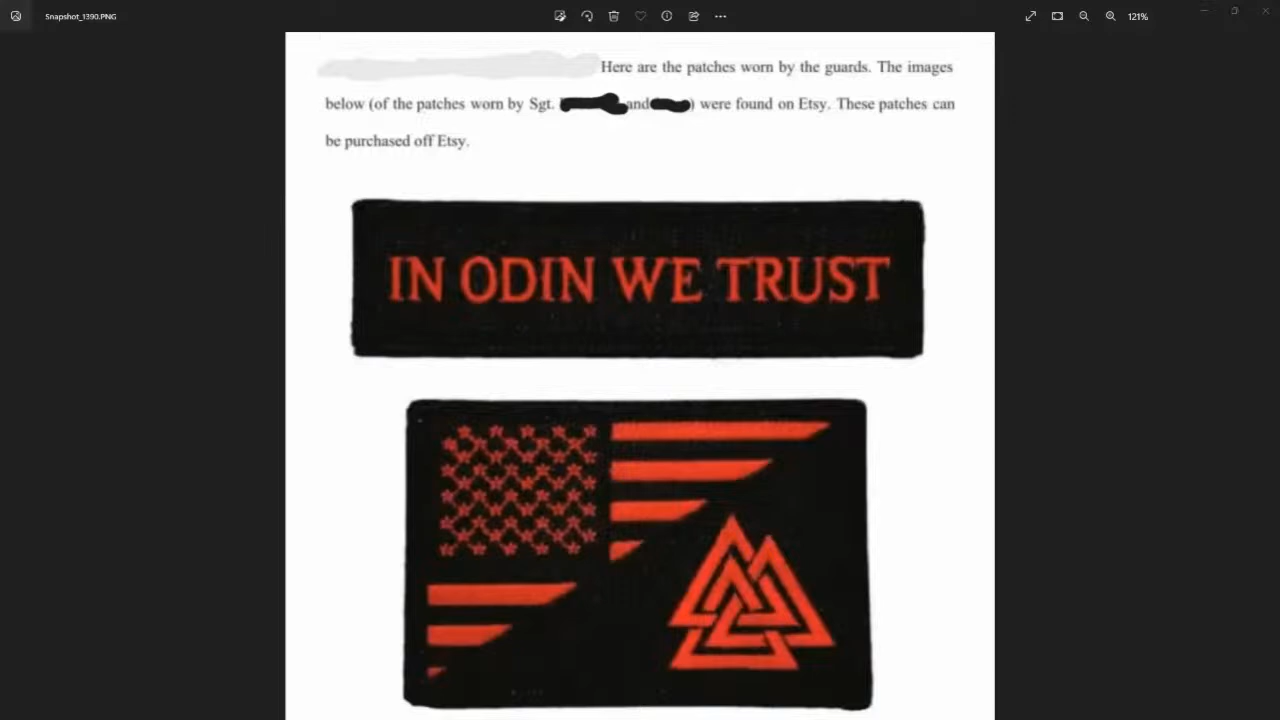 Snapshot_1390.PNG
121%
Here are the patches worn by the guards. The images
below (of the patches worn by Sgt. and ) were found on Etsy. These patches can
be purchased off Etsy.
IN ODIN WE TRUST